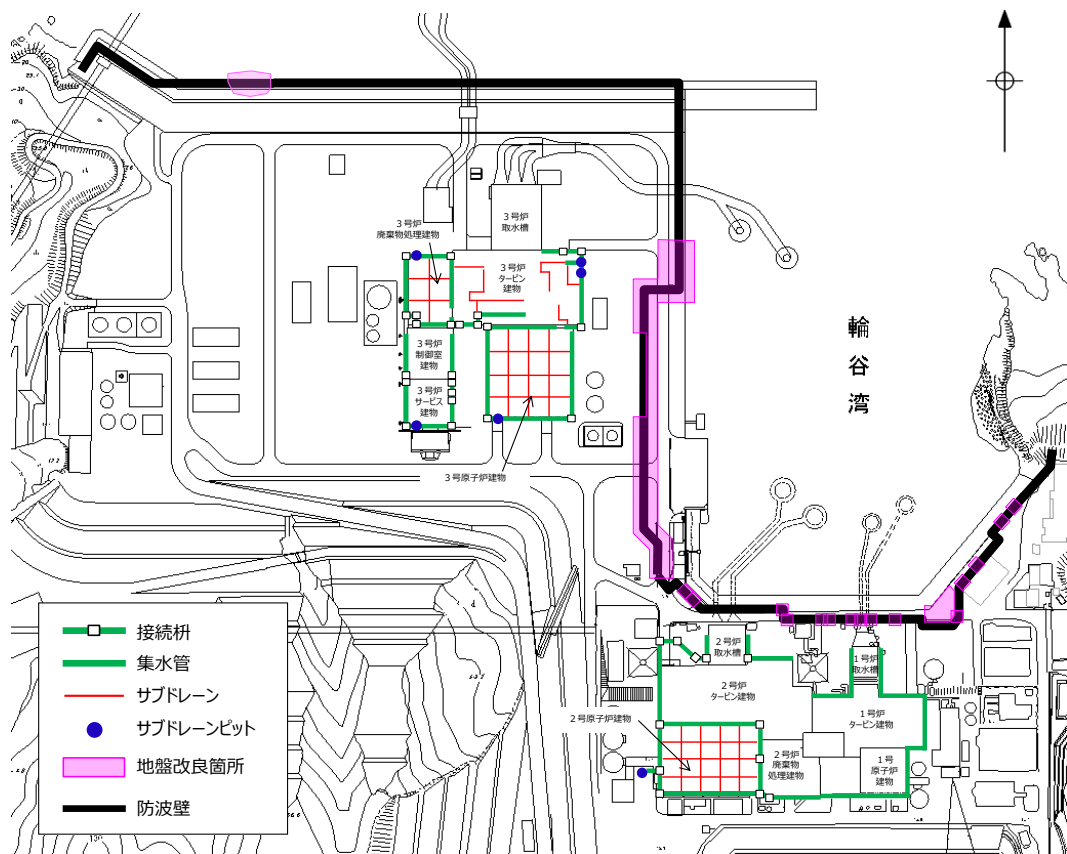 3号炉
取水槽
3号炉
廃棄物処理建物
3号炉
タービン
建物
輪谷湾
3号炉
制御室
建物
3号炉
サービス
建物
3号原子炉建物
接続枡
集水管
サブドレーン
サブドレーンピット
地盤改良箇所
防波壁
2号炉
取水槽
1号炉
取水槽
2号炉
タービン建物
2号原子炉建物
1号炉
タービン建物
2号炉
廃棄物
処理建物
1号
原子炉
建物